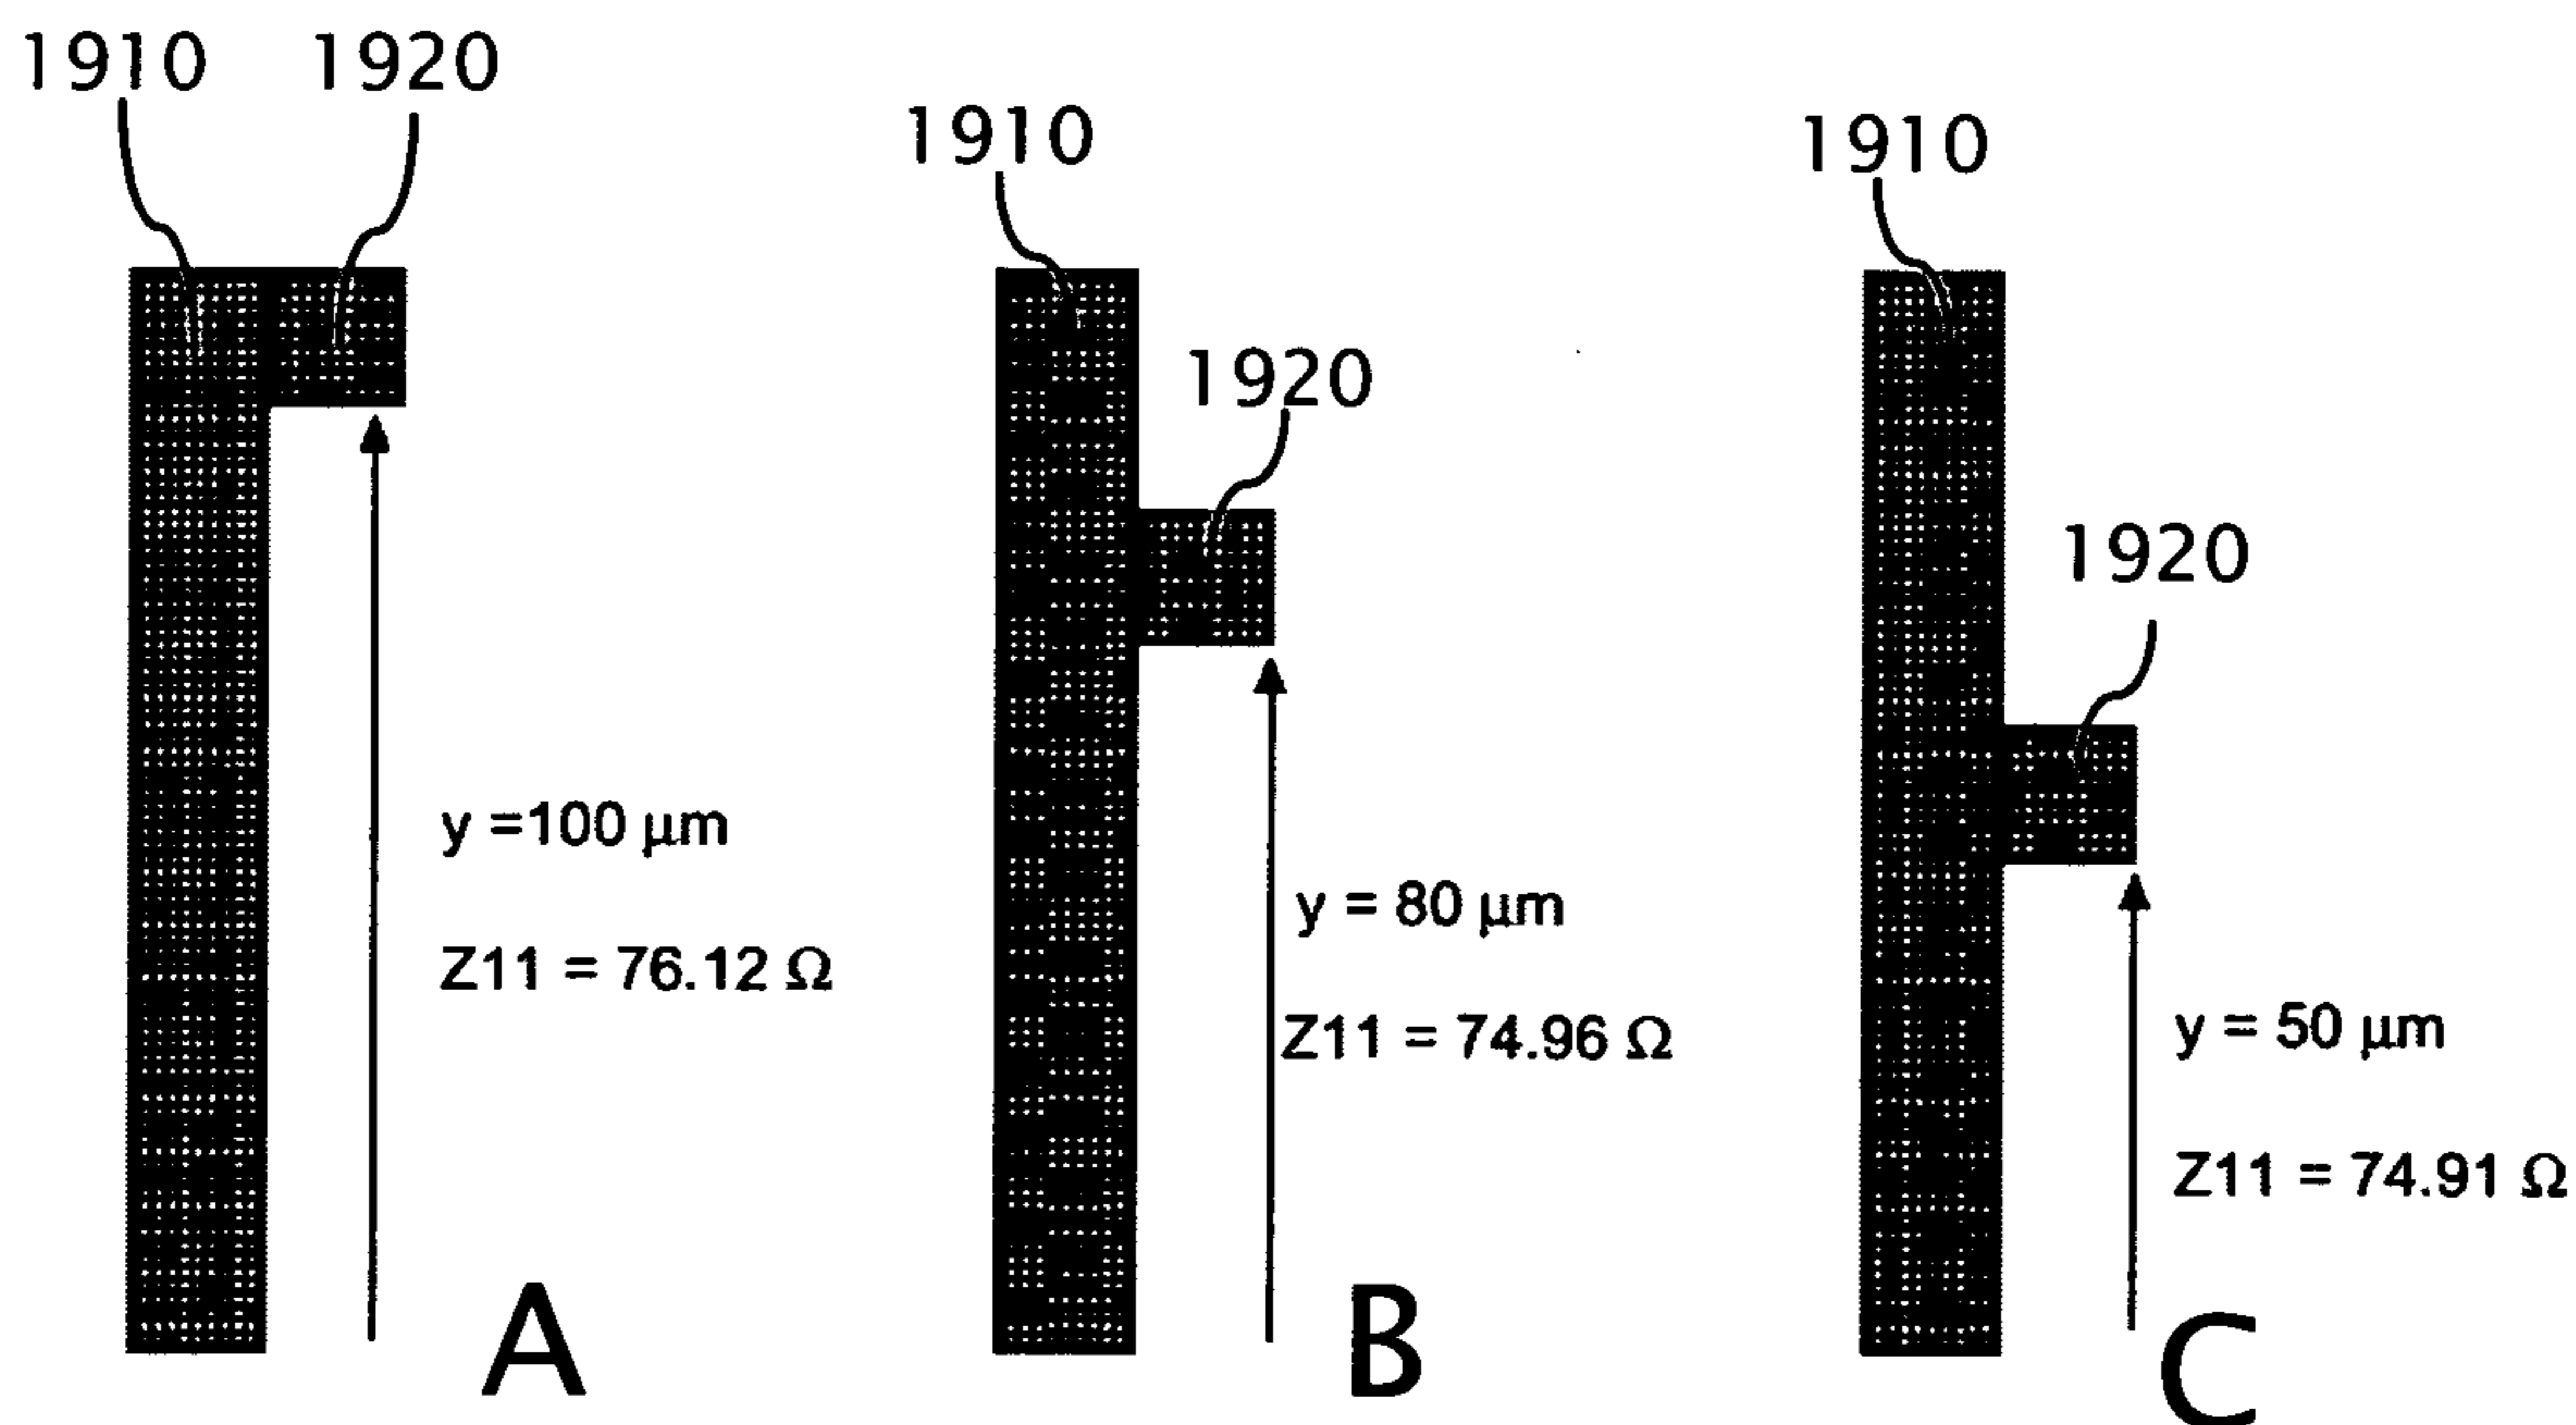 1910 1920
y =100 µm
Z11 = 76.12 Ω
A
1910
1920
y = 80 µm
Z11 = 74.96 Ω
B
1910
1920
y = 50 µm
Z11 = 74.91 Ω
C